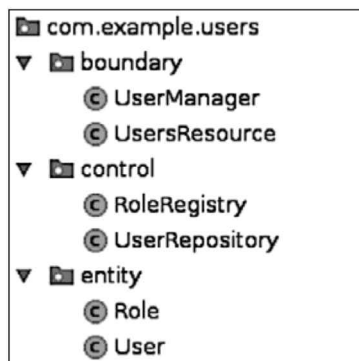 com.example.users
boundary
UserManager
UsersResource
control
RoleRegistry
UserRepository
entity
Role
User